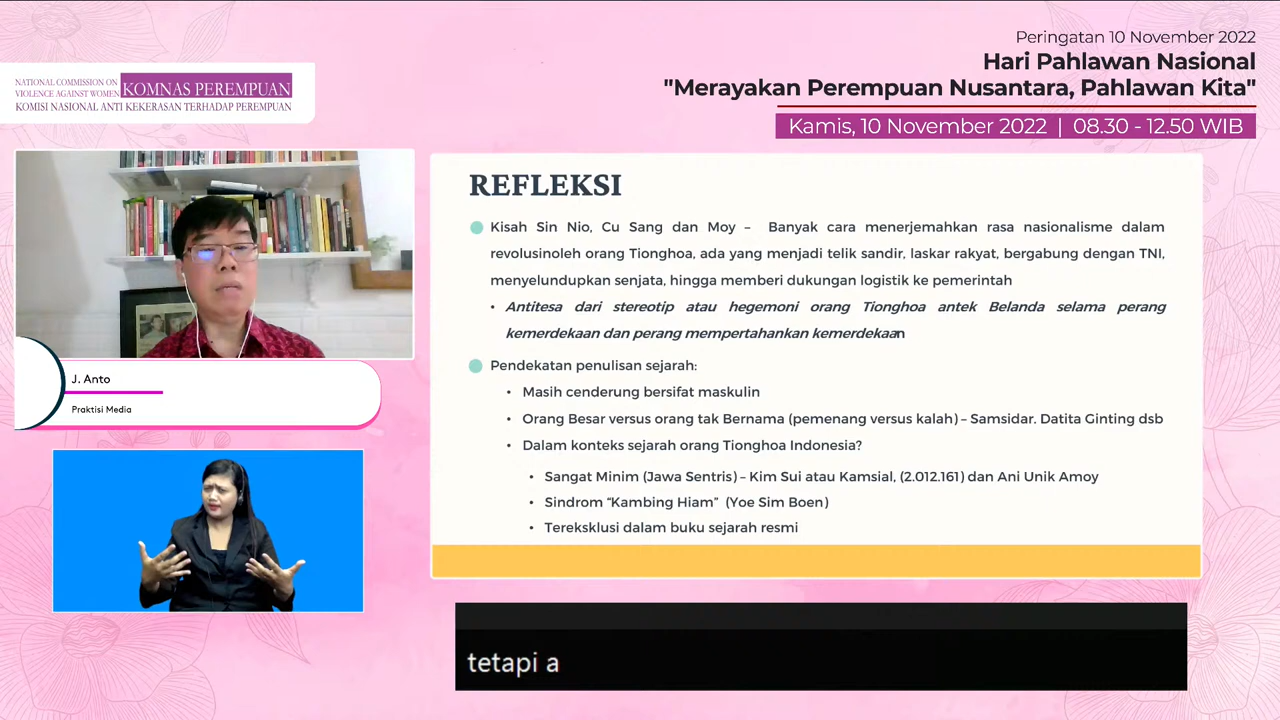 Peringatan 10 November 2022
Hari Pahlawan Nasional
"Merayakan Perempuan Nusantara, Pahlawan Kita"
Kamis, 10 November 2022 | 08.30 - 12.50 WIB
NATIONAL COMMISSION ON
VIOLENCE AGAINST WOMEN
KOMNAS PEREMPUAN
KOMISI NASIONAL ANTI KEKERASAN TERHADAP PEREMPUAN
J. Anto
Praktisi Media
REFLEKSI
Kisah Sin Nio, Cu Sang dan Moy – Banyak cara menerjemahkan rasa nasionalisme dalam
revolusinoleh orang Tionghoa, ada yang menjadi telik sandir, laskar rakyat, bergabung dengan TNI,
menyelundupkan senjata, hingga memberi dukungan logistik ke pemerintah
• Antitesa dari stereotip atau hegemoni orang Tionghoa antek Belanda selama perang
kemerdekaan dan perang mempertahankan kemerdekaan
Pendekatan penulisan sejarah:
• Masih cenderung bersifat maskulin
• Orang Besar versus orang tak Bernama (pemenang versus kalah) – Samsidar. Datita Ginting dsb
• Dalam konteks sejarah orang Tionghoa Indonesia?
• Sangat Minim (Jawa Sentris) – Kim Sui atau Kamsial, (2.012.161) dan Ani Unik Amoy
• Sindrom “Kambing Hiam” (Yoe Sim Boen)
• Tereksklusi dalam buku sejarah resmi
tetapi a